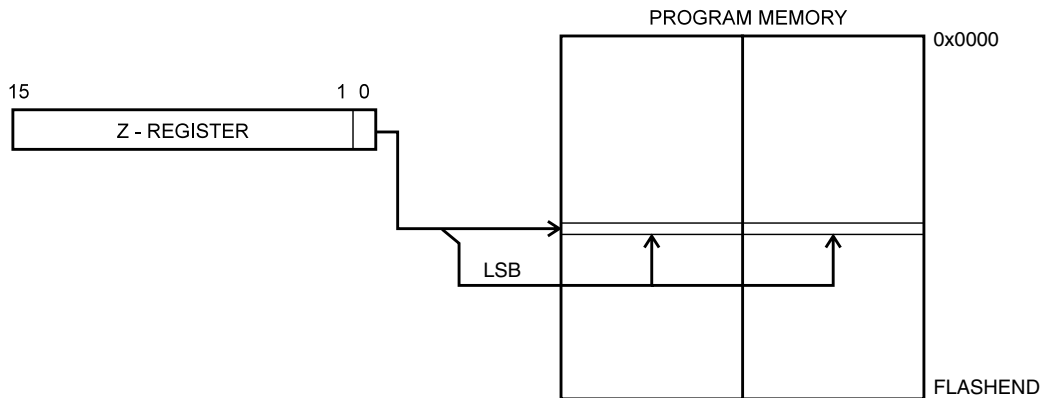 PROGRAM MEMORY
0x0000
15 1 0
Z - REGISTER
LSB
FLASHEND